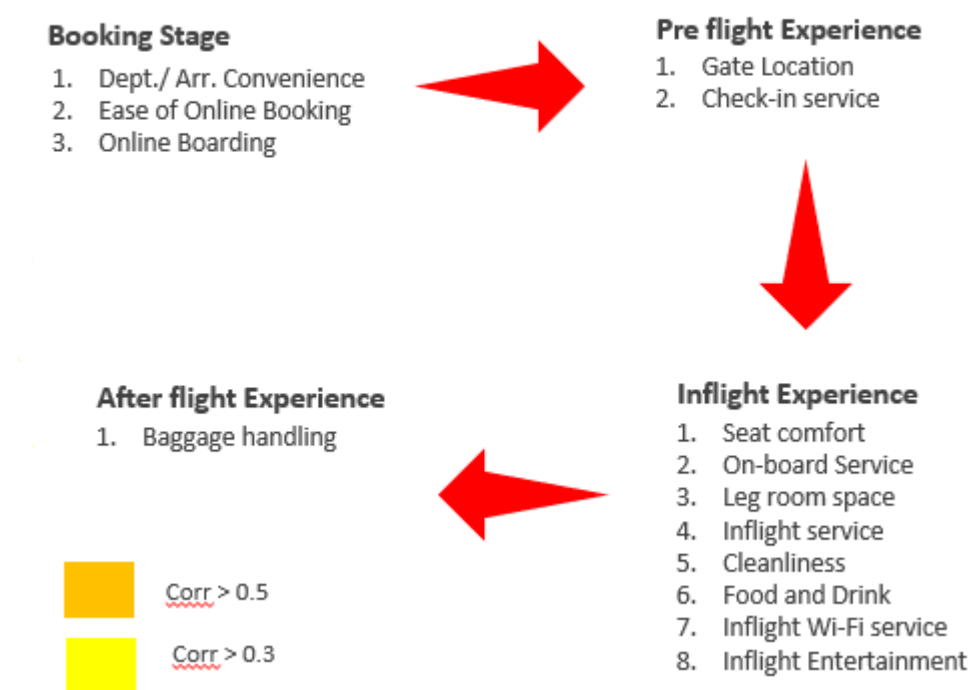 Booking Stage
1. Dept./ Arr. Convenience
2. Ease of Online Booking
3. Online Boarding
Pre flight Experience
1. Gate Location
2. Check-in service
After flight Experience
1. Baggage handling
Inflight Experience
1. Seat comfort
2. On-board Service
3. Leg room space
4. Inflight service
5. Cleanliness
6. Food and Drink
7. Inflight Wi-Fi service
8. Inflight Entertainment
Corr > 0.5
Corr > 0.3